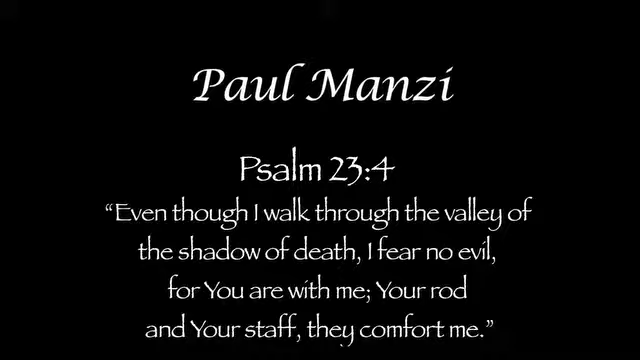 Paul Manzi
Psalm 23:4
“Even though I walk through the valley of
the shadow of death, I fear no evil,
for You are with me; Your rod
and Your staff, they comfort me.”